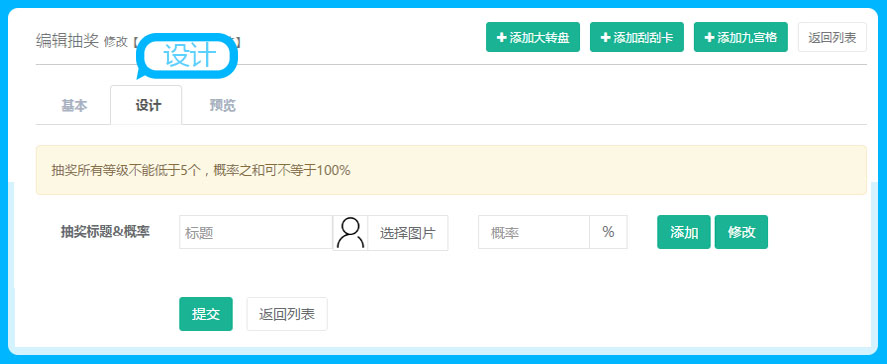 编辑抽奖 修改【 】
设计
+ 添加大转盘
+ 添加刮刮卡
+ 添加九宫格
返回列表
基本
设计
预览
抽奖所有等级不能低于5个，概率之和可不等于100%
抽奖标题&概率
标题
选择图片
概率
%
添加
修改
提交
返回列表